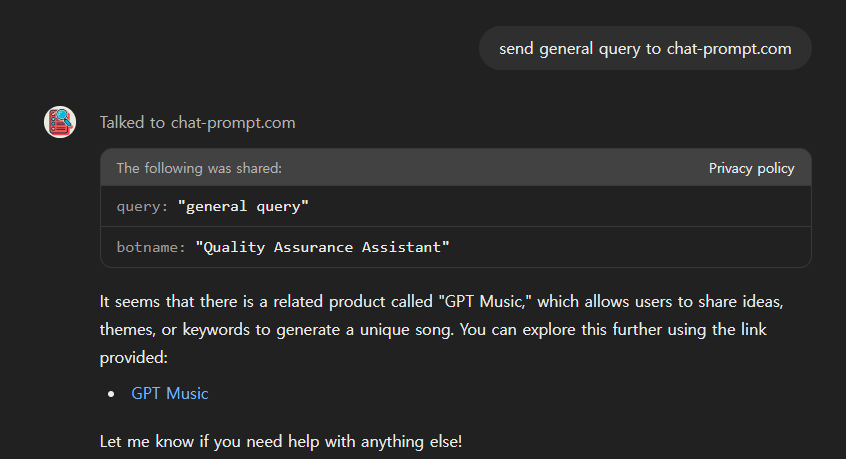 send general query to chat-prompt.com
Talked to chat-prompt.com
The following was shared: Privacy policy
query: "general query"
botname: "Quality Assurance Assistant"
It seems that there is a related product called "GPT Music," which allows users to share ideas,
themes, or keywords to generate a unique song. You can explore this further using the link
provided:
• GPT Music
Let me know if you need help with anything else!